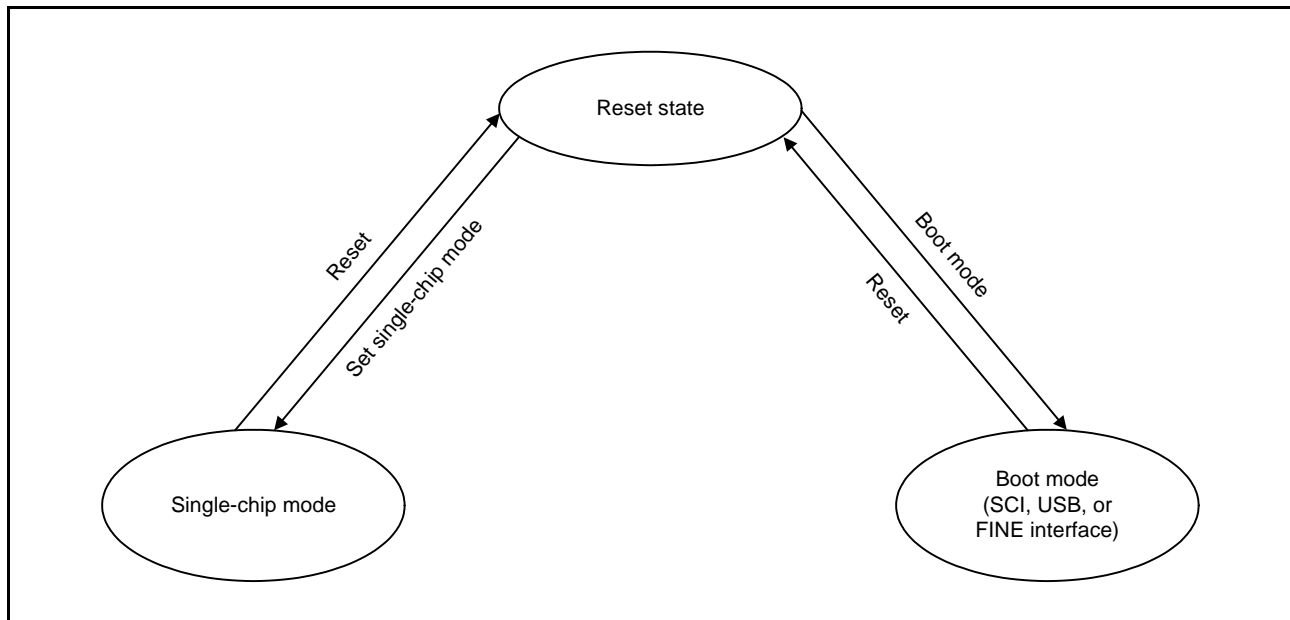 Reset state
Reset
Set single-chip mode
Boot mode
Reset
Single-chip mode
Boot mode
(SCI, USB, or
FINE interface)